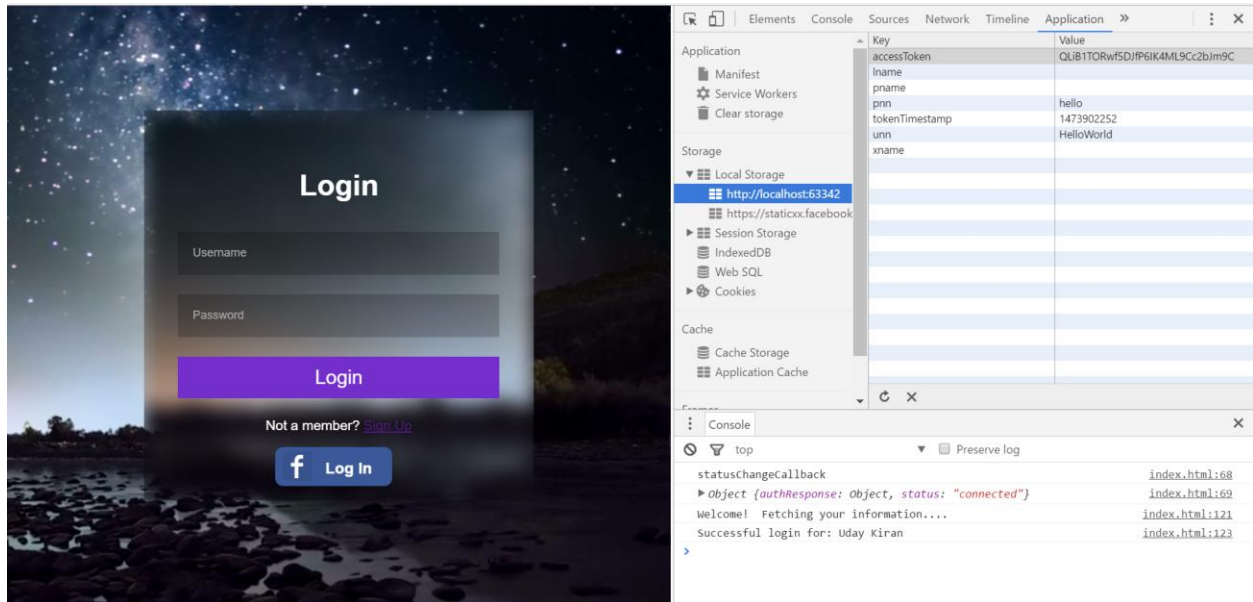 Login
Username
Password
Login
Not a member? Sign Up
f Log In
Elements Console Sources Network Timeline Application »
Application
Manifest
Service Workers
Clear storage
Storage
Local Storage
http://localhost:63342
https://staticxx.facebook
Session Storage
IndexedDB
Web SQL
Cookies
Cache
Cache Storage
Application Cache
Frames
Key Value
accessToken
lname
pname
pnn hello
tokenTimestamp 1473902252
unn HelloWorld
xname
Console
top Preserve log
statusChangeCallback index.html:68
Object {authResponse: Object, status: "connected"} index.html:69
Welcome! Fetching your information.... index.html:121
Successful login for: Uday Kiran index.html:123
>